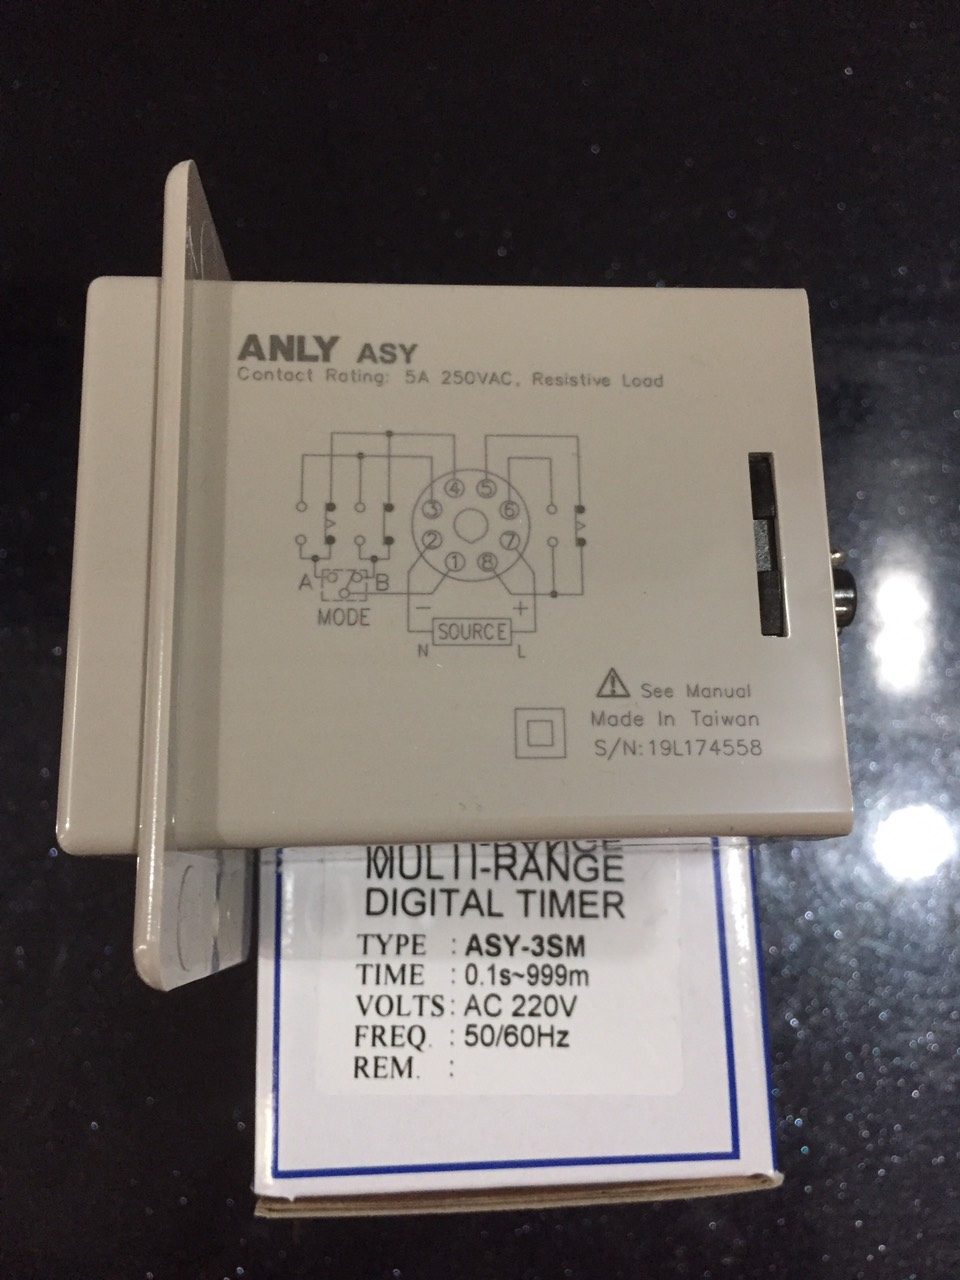 ANLY ASY
Contact Rating: 5A 250VAC, Resistive Load
4 5
3 6
2 7
1 8
A B
MODE
- +
SOURCE
N L
See Manual
Made In Taiwan
S/N: 19L174558
MULTI-RANGE
DIGITAL TIMER
TYPE : ASY-3SM
TIME : 0.1s~999m
VOLTS : AC 220V
FREQ. : 50/60Hz
REM. :